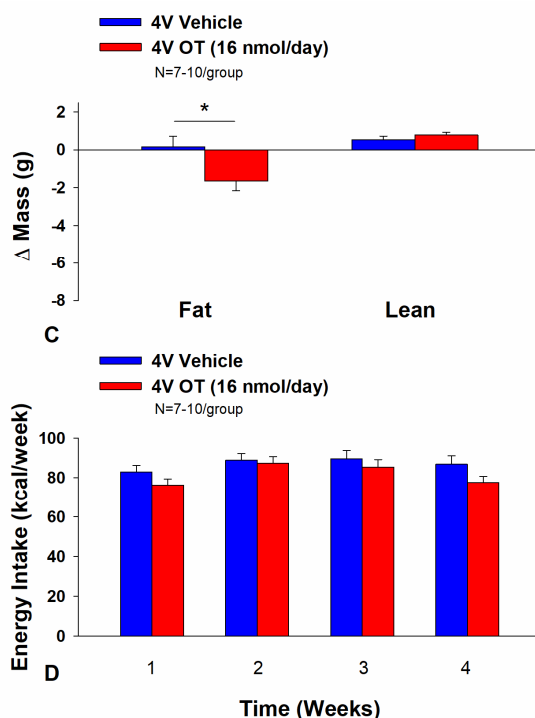 4V Vehicle
4V OT (16 nmol/day)
N=7-10/group
*
2
0
-2
-4
-6
-8
Δ Mass (g)
Fat Lean
C
4V Vehicle
4V OT (16 nmol/day)
N=7-10/group
100
80
60
40
20
0
Energy Intake (kcal/week)
1 2 3 4
D
Time (Weeks)